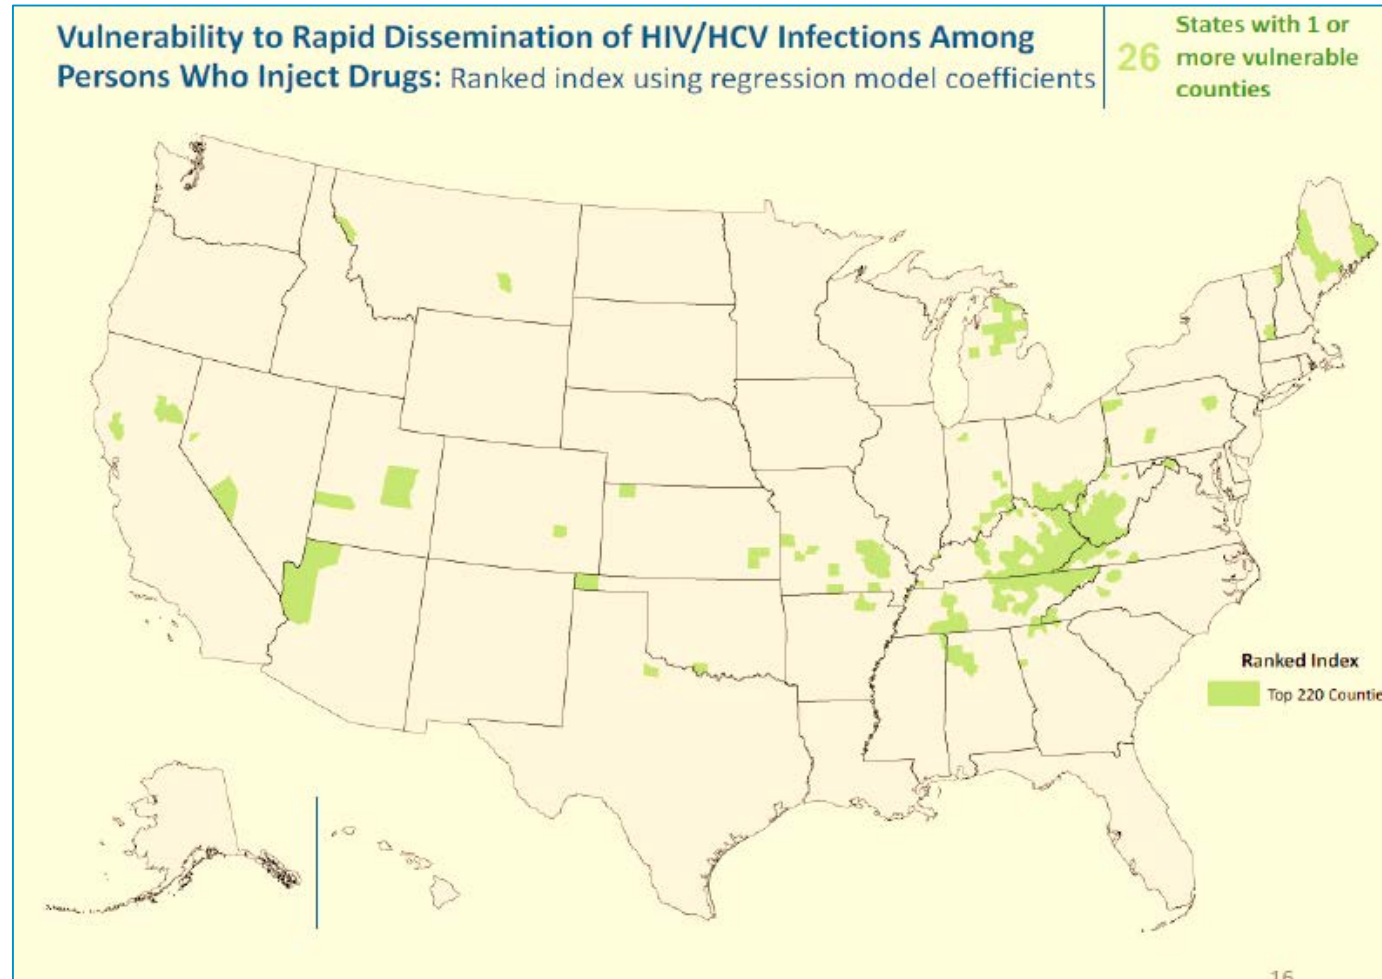 Vulnerability to Rapid Dissemination of HIV/HCV Infections Among
Persons Who Inject Drugs: Ranked index using regression model coefficients
26
States with 1 or
more vulnerable
counties
Ranked Index
Top 220 Countie
16